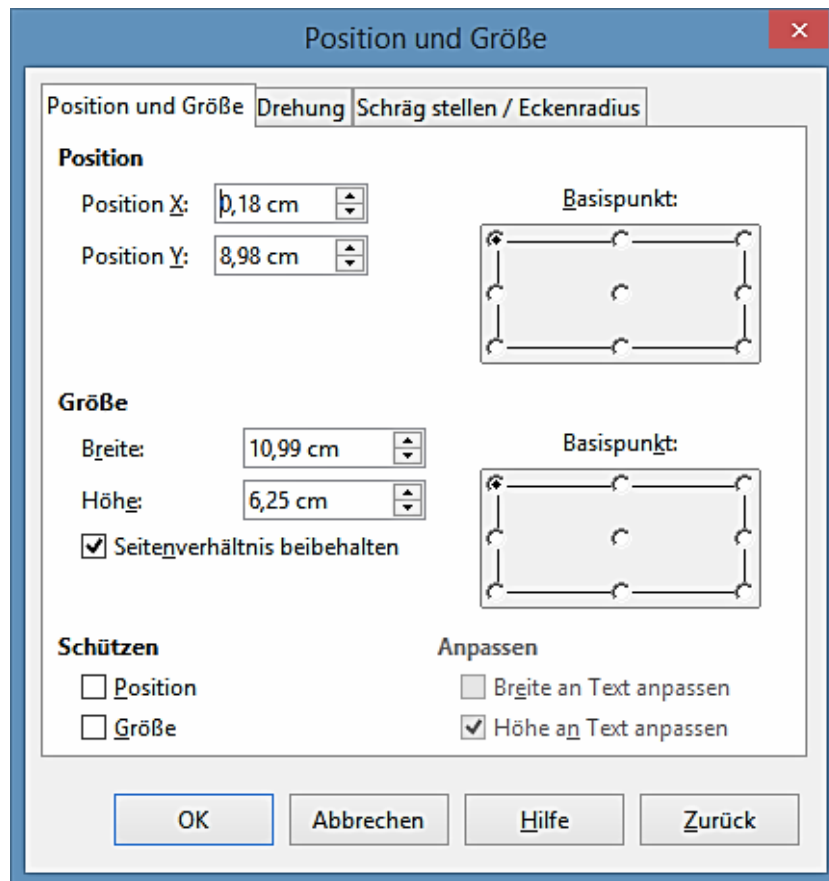 Position und Größe
Position und Größe Drehung Schräg stellen / Eckenradius
Position
Position X: 0,18 cm
Basispunkt:
Position Y: 8,98 cm
Größe
Breite: 10,99 cm
Basispunkt:
Höhe: 6,25 cm
Seitenverhältnis beibehalten
Schützen
Anpassen
Position
Breite an Text anpassen
Größe
Höhe an Text anpassen
OK Abbrechen Hilfe Zurück